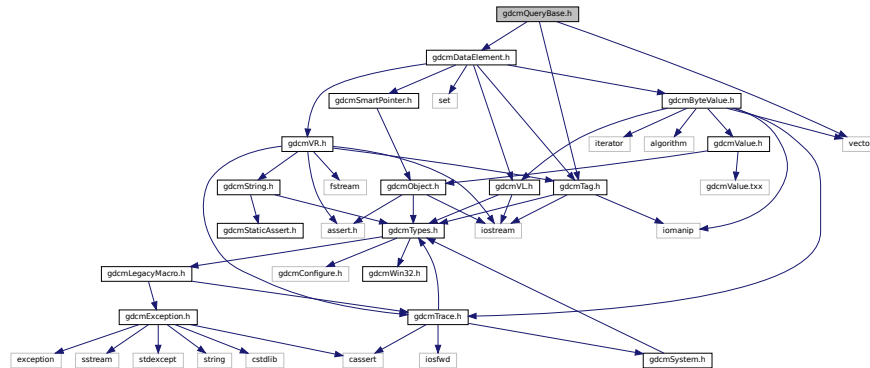 gdcmQueryBase.h
gdcmDataElement.h
gdcmSmartPointer.h
set
gdcmByteValue.h
gdcmVR.h
iterator
algorithm
gdcmValue.h
vecto
gdcmString.h
fstream
gdcmObject.h
gdcmVL.h
gdcmTag.h
gdcmValue.txx
gdcmStaticAssert.h
assert.h
gdcmTypes.h
iostream
iomanip
gdcmLegacyMacro.h
gdcmConfigure.h
gdcmWin32.h
gdcmException.h
gdcmTrace.h
exception
sstream
stdexcept
string
cstdlib
cassert
iosfwd
gdcmSystem.h